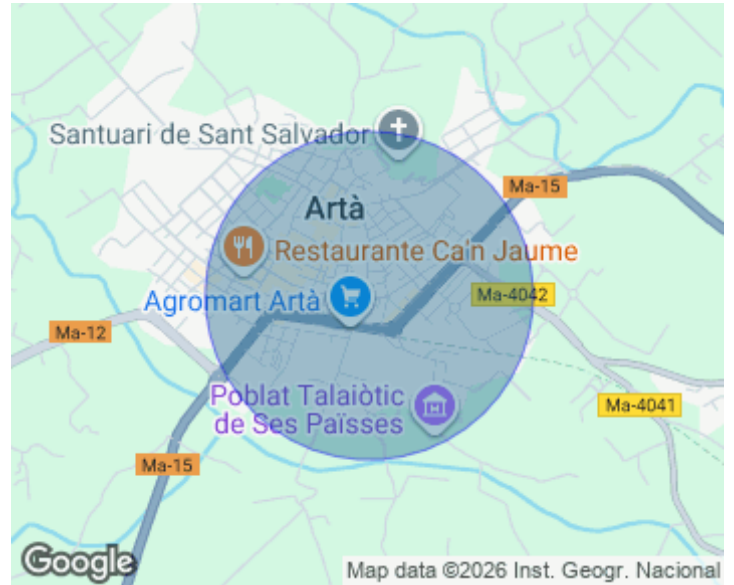 Santuari de Sant Salvador
Ma-15
Artà
Restaurante Ca'n Jaume
Agromart Artà
Ma-4042
Ma-12
Poblat Talaiòtic
de Ses Païsses
Ma-4041
Ma-15
Google
Map data ©2026 Inst. Geogr. Nacional